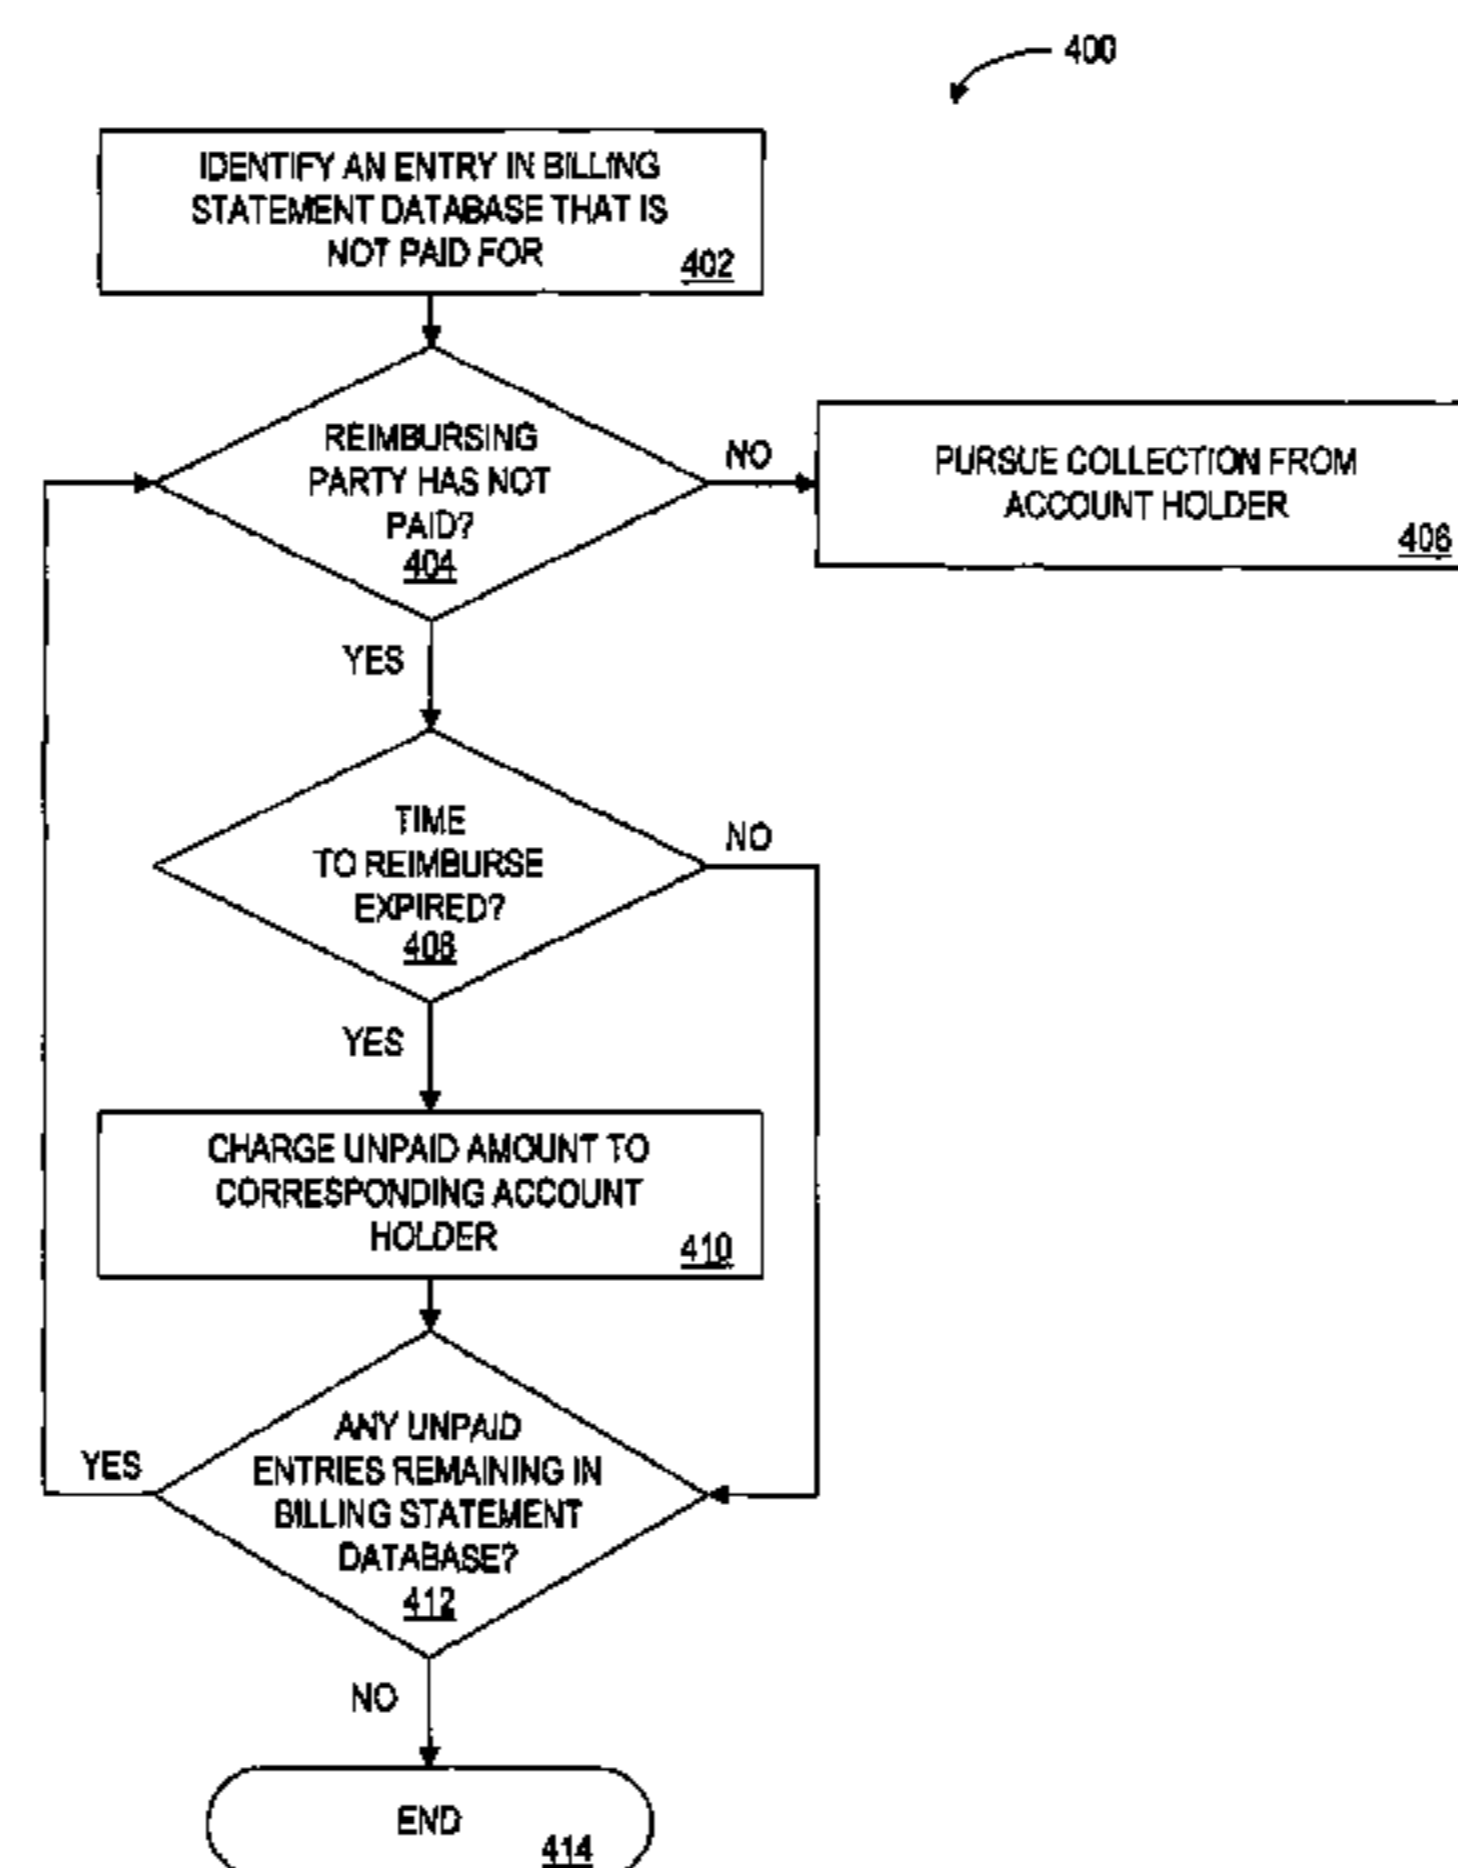 400
IDENTIFY AN ENTRY IN BILLING
STATEMENT DATABASE THAT IS
NOT PAID FOR
402
REIMBURSING
PARTY HAS NOT
PAID?
404
NO
PURSUE COLLECTION FROM
ACCOUNT HOLDER
406
YES
TIME
TO REIMBURSE
EXPIRED?
408
NO
YES
CHARGE UNPAID AMOUNT TO
CORRESPONDING ACCOUNT
HOLDER
410
ANY UNPAID
ENTRIES REMAINING IN
BILLING STATEMENT
DATABASE?
412
YES
NO
END
414